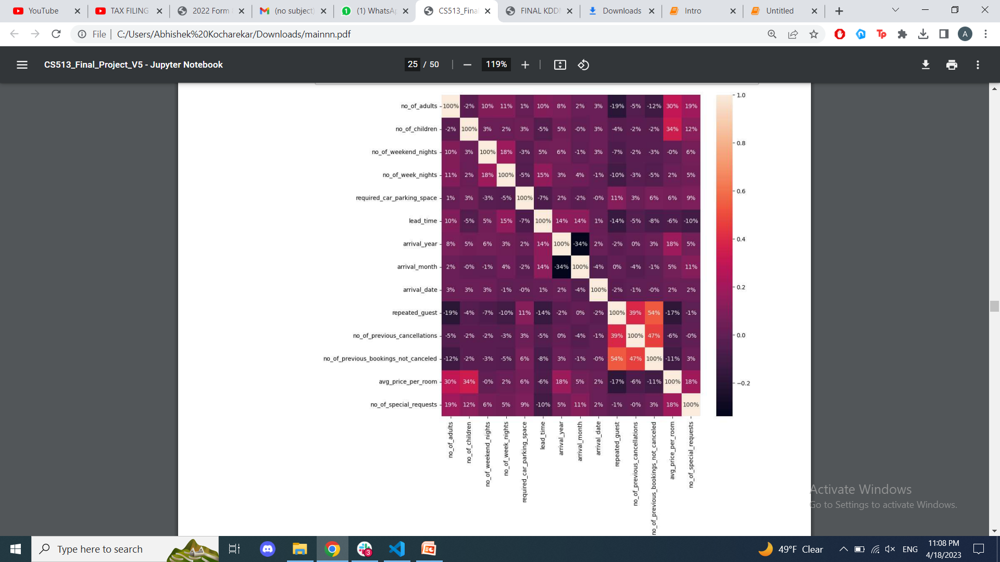 YouTube
TAX FILING
2022 Form
(no subject)
(1) WhatsAp
CS513_Fina
FINAL KDD
Downloads
Intro
Untitled
File
C:/Users/Abhishek%20Kocharekar/Downloads/mainnn.pdf
A
CS513_Final_Project_V5 - Jupyter Notebook
25 / 50
119%
no_of_adults 100% -2% 10% 11% 1% 10% 8% 2% 3% -19% -5% -12% 30% 19%
no_of_children -2% 100% 3% 2% 3% -5% 5% -0% 3% -4% -2% -2% 34% 12%
no_of_weekend_nights 10% 3% 100% 18% -3% 5% 6% -1% 3% -7% -2% -3% -0% 6%
no_of_week_nights 11% 2% 18% 100% -5% 15% 3% 4% -1% -10% -3% -5% 2% 5%
required_car_parking_space 1% 3% -3% -5% 100% -7% 2% -2% -0% 11% 3% 6% 6% 9%
lead_time 10% -5% 5% 15% -7% 100% 14% 14% 1% -14% -5% -8% -6% -10%
arrival_year 8% 5% 6% 3% 2% 14% 100% -34% 2% -2% 0% 3% 18% 5%
arrival_month 2% -0% -1% 4% -2% 14% -34% 100% -4% 0% -4% -1% 5% 11%
arrival_date 3% 3% 3% -1% -0% 1% 2% -4% 100% -2% -1% -0% 2% 2%
repeated_guest -19% -4% -7% -10% 11% -14% -2% 0% -2% 100% 39% 54% -17% -1%
no_of_previous_cancellations -5% -2% -2% -3% 3% -5% 0% -4% -1% 39% 100% 47% -6% -0%
no_of_previous_bookings_not_canceled -12% -2% -3% -5% 6% -8% 3% -1% -0% 54% 47% 100% -11% 3%
avg_price_per_room 30% 34% -0% 2% 6% -6% 18% 5% 2% -17% -6% -11% 100% 18%
no_of_special_requests 19% 12% 6% 5% 9% -10% 5% 11% 2% -1% -0% 3% 18% 100%
no_of_adults
no_of_children
no_of_weekend_nights
no_of_week_nights
required_car_parking_space
lead_time
arrival_year
arrival_month
arrival_date
repeated_guest
no_of_previous_cancellations
no_of_previous_bookings_not_canceled
avg_price_per_room
no_of_special_requests
1.0
0.8
0.6
0.4
0.2
0.0
−0.2
Activate Windows
Go to Settings to activate Windows.
Type here to search
3
49°F Clear
ENG
11:08 PM
4/18/2023